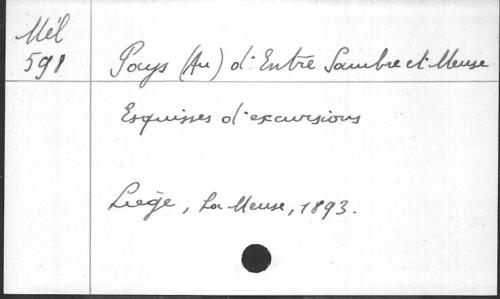 Mél
591
Pays (Au) d'Entre Sambre et Meuse
Esquisses d'excursions
Liège, La Meuse, 1893.